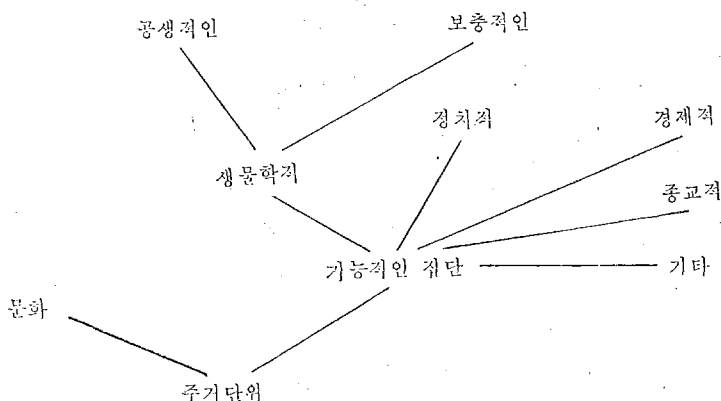 공생적인
보충적인
정치적
경제적
생물학적
종교적
기능적인 집단
기타
문화
주거단위